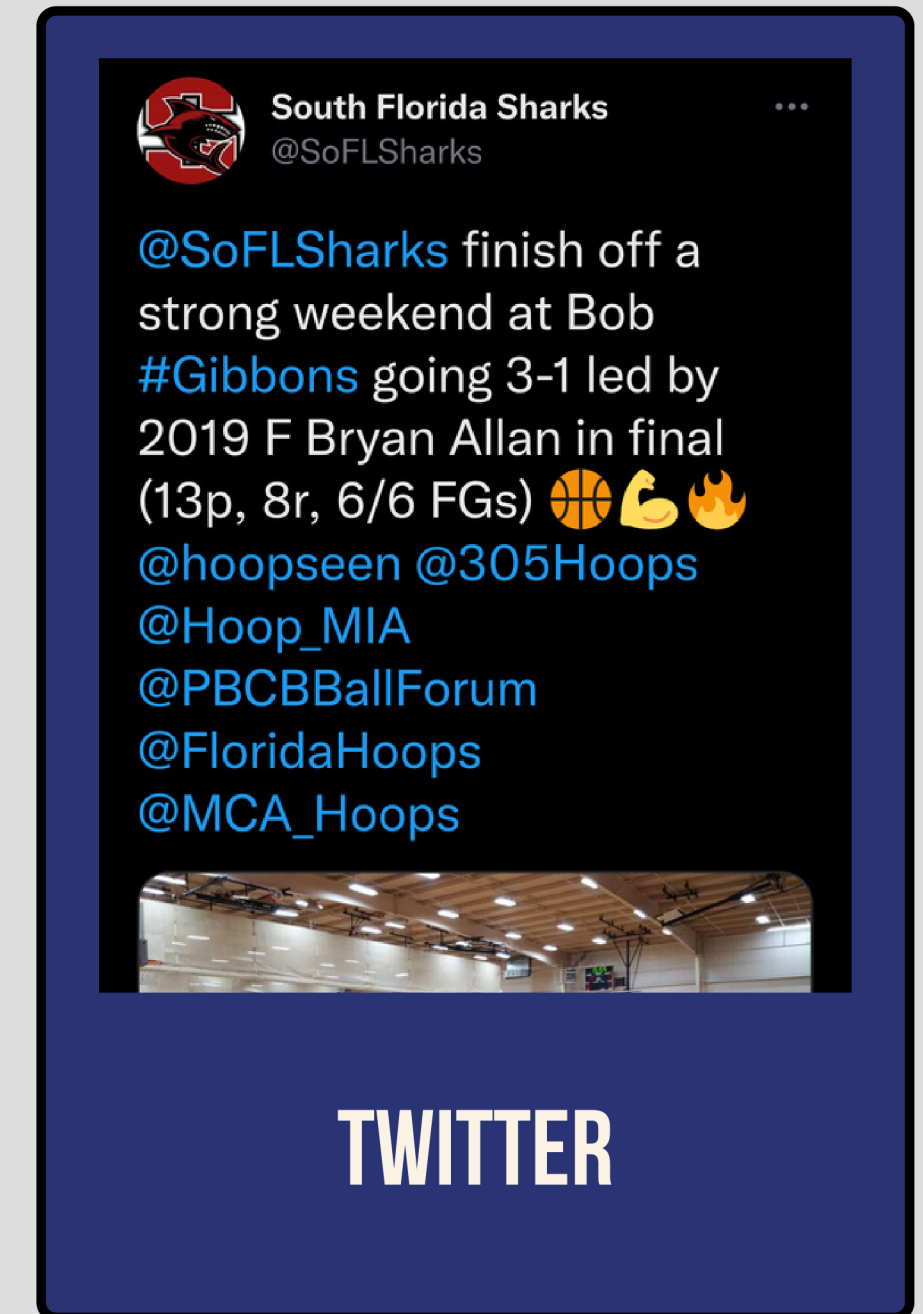 South Florida Sharks
@SoFLSharks
@SoFLSharks finish off a
strong weekend at Bob
#Gibbons going 3-1 led by
2019 F Bryan Allan in final
(13p, 8r, 6/6 FGs) 🏀💪🔥
@hoopseen @305Hoops
@Hoop_MIA
@PBCBBallForum
@FloridaHoops
@MCA_Hoops
TWITTER